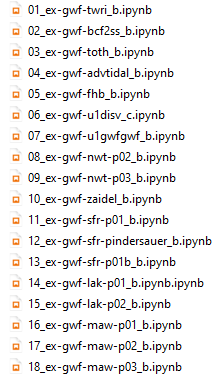 01_ex-gwf-twri_b.ipynb
02_ex-gwf-bcf2ss_b.ipynb
03_ex-gwf-toth_b.ipynb
04_ex-gwf-advtidal_b.ipynb
05_ex-gwf-fhb_b.ipynb
06_ex-gwf-u1disv_c.ipynb
07_ex-gwf-u1gwfgwf_b.ipynb
08_ex-gwf-nwt-p02_b.ipynb
09_ex-gwf-nwt-p03_b.ipynb
10_ex-gwf-zaidel_b.ipynb
11_ex-gwf-sfr-p01_b.ipynb
12_ex-gwf-sfr-pindersauer_b.ipynb
13_ex-gwf-sfr-p01b_b.ipynb
14_ex-gwf-lak-p01_b.ipynb.ipynb
15_ex-gwf-lak-p02_b.ipynb
16_ex-gwf-maw-p01_b.ipynb
17_ex-gwf-maw-p02_b.ipynb
18_ex-gwf-maw-p03_b.ipynb